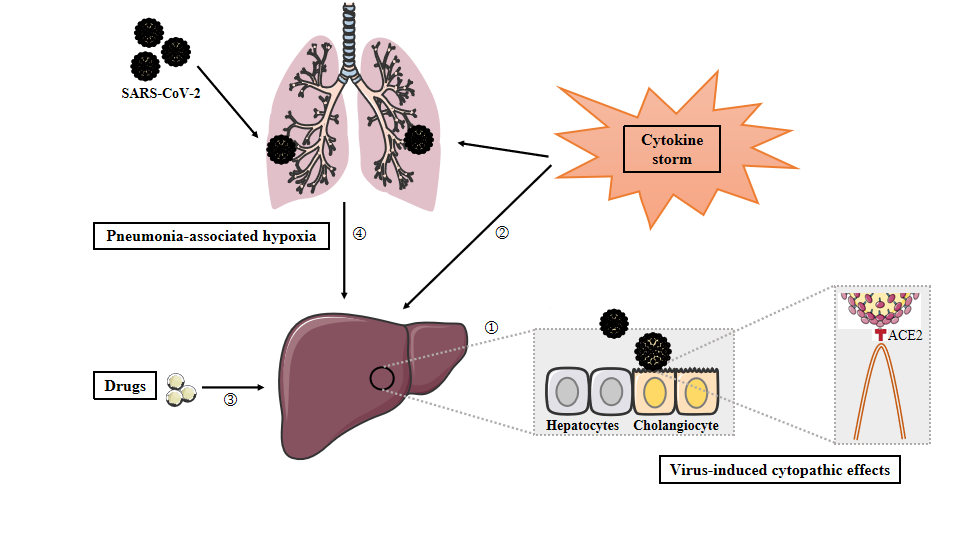 SARS-CoV-2
Cytokine
storm
Pneumonia-associated hypoxia
④
②
①
ACE2
Drugs
③
Hepatocytes
Cholangiocyte
Virus-induced cytopathic effects